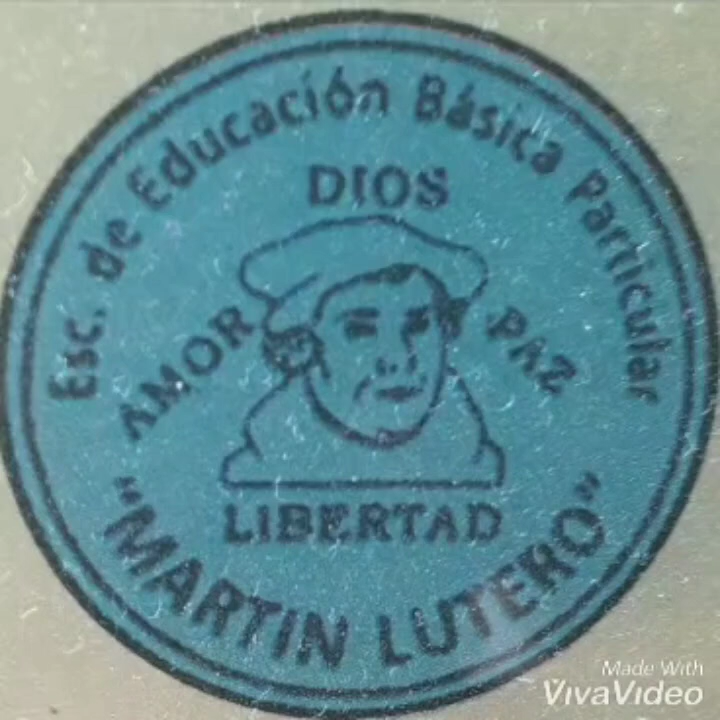 Esc. de Educación Básica Particular
DIOS
AMOR
PAZ
LIBERTAD
"MARTIN LUTERO"
Made With
VivaVideo